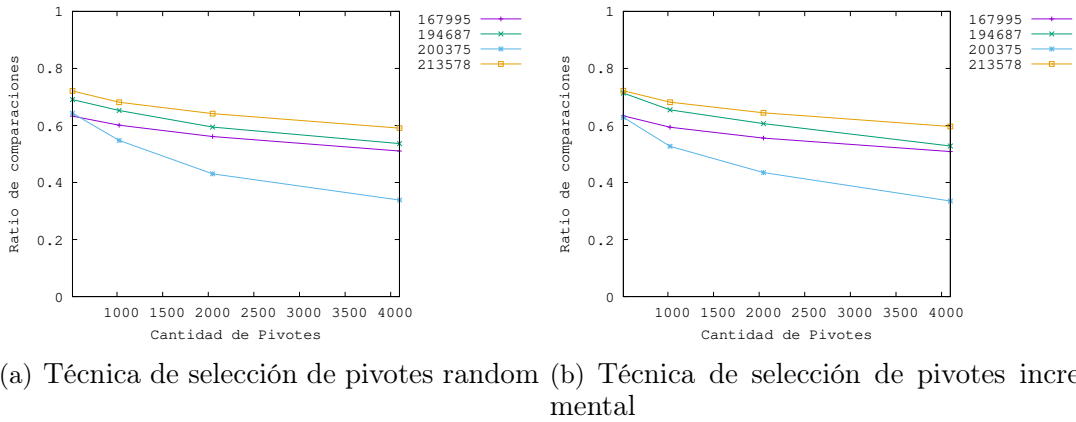 1
0.8
0.6
0.4
0.2
0
Ratio de comparaciones
1000 1500 2000 2500 3000 3500 4000
Cantidad de Pivotes
167995
194687
200375
213578
1
0.8
0.6
0.4
0.2
0
Ratio de comparaciones
1000 1500 2000 2500 3000 3500 4000
Cantidad de Pivotes
167995
194687
200375
213578
(a) Técnica de selección de pivotes random
(b) Técnica de selección de pivotes incre
mental